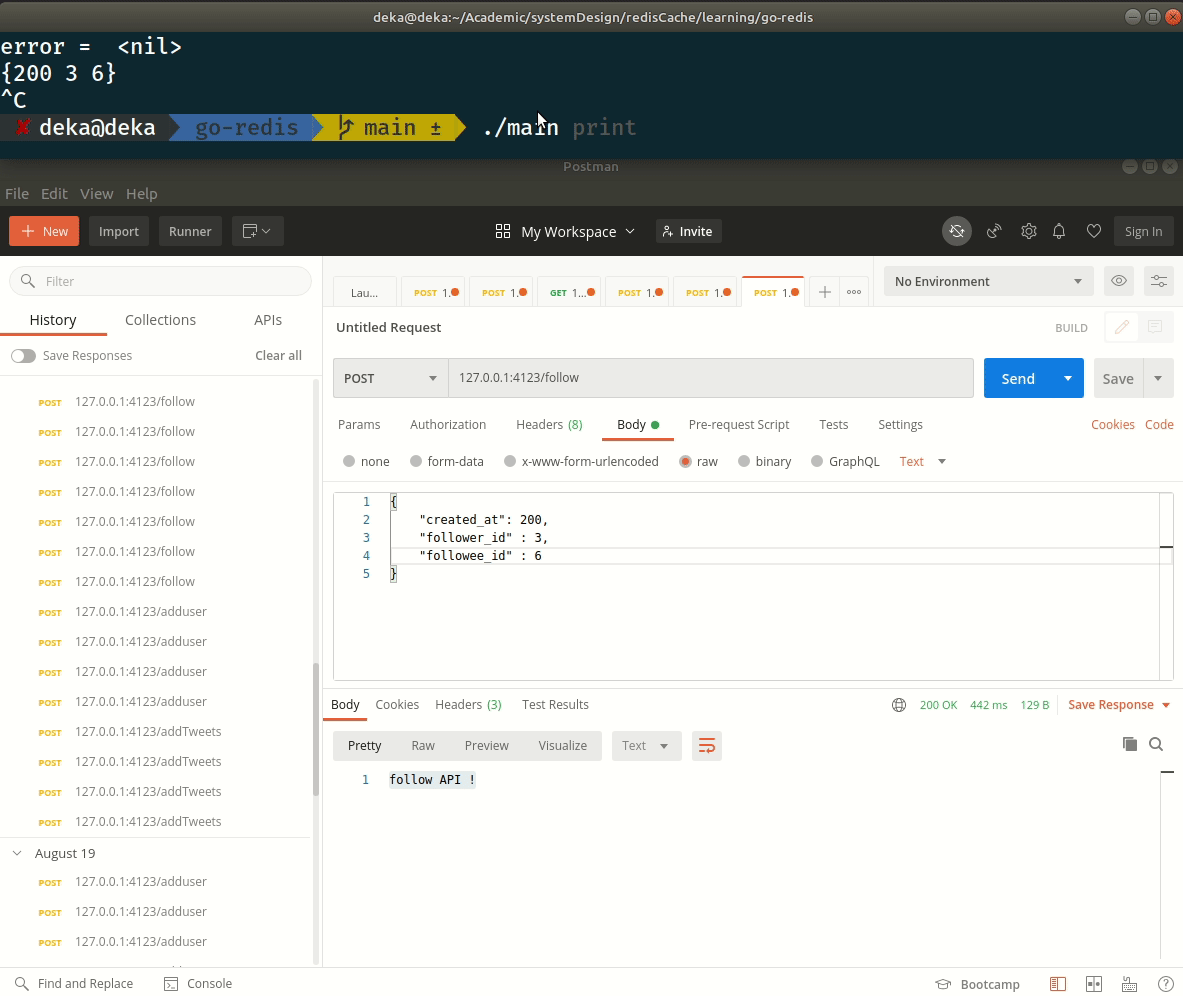 deka@deka:~/Academic/systemDesign/redisCache/learning/go-redis
error =  <nil>
{200 3 6}
^C
✘ deka@deka go-redis main ± ./main print
Postman
File Edit View Help
+ New Import Runner My Workspace Invite Sign In
Filter
History Collections APIs
Save Responses Clear all
POST 127.0.0.1:4123/follow
POST 127.0.0.1:4123/follow
POST 127.0.0.1:4123/follow
POST 127.0.0.1:4123/follow
POST 127.0.0.1:4123/follow
POST 127.0.0.1:4123/follow
POST 127.0.0.1:4123/follow
POST 127.0.0.1:4123/adduser
POST 127.0.0.1:4123/adduser
POST 127.0.0.1:4123/adduser
POST 127.0.0.1:4123/adduser
POST 127.0.0.1:4123/addTweets
POST 127.0.0.1:4123/addTweets
POST 127.0.0.1:4123/addTweets
POST 127.0.0.1:4123/addTweets
August 19
POST 127.0.0.1:4123/adduser
POST 127.0.0.1:4123/adduser
POST 127.0.0.1:4123/adduser
Lau... POST 1. POST 1. GET 1... POST 1. POST 1. POST 1. + ooo
No Environment
Untitled Request BUILD
POST 127.0.0.1:4123/follow Send Save
Params Authorization Headers (8) Body Pre-request Script Tests Settings Cookies Code
none form-data x-www-form-urlencoded raw binary GraphQL Text
1 {
2 "created_at": 200,
3 "follower_id" : 3,
4 "followee_id" : 6
5 }
Body Cookies Headers (3) Test Results 200 OK 442 ms 129 B Save Response
Pretty Raw Preview Visualize Text
1 follow API !
Find and Replace Console Bootcamp ?